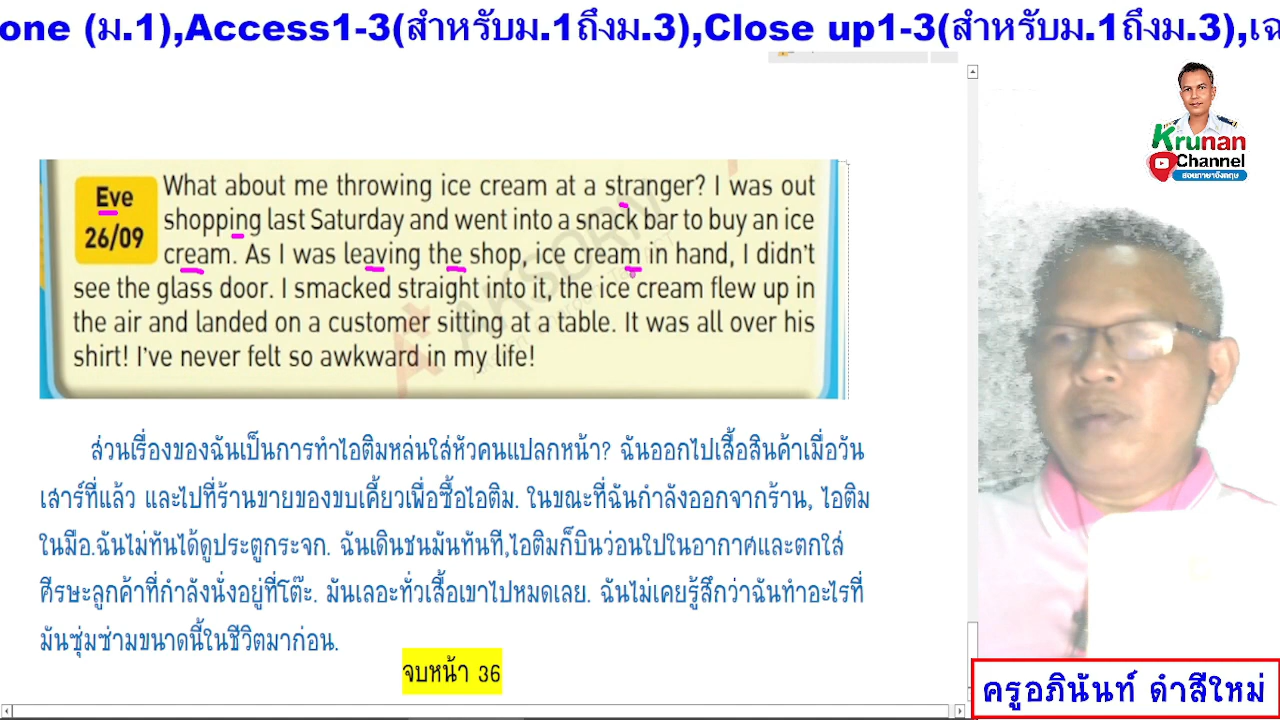 one (ม.1),Access1-3(สำหรับม.1ถึงม.3),Close up1-3(สำหรับม.1ถึงม.3),เฉ
Krunan
Channel
สอนภาษาอังกฤษ
Eve
26/09
What about me throwing ice cream at a stranger? I was out
shopping last Saturday and went into a snack bar to buy an ice
cream. As I was leaving the shop, ice cream in hand, I didn't
see the glass door. I smacked straight into it, the ice cream flew up in
the air and landed on a customer sitting at a table. It was all over his
shirt! I've never felt so awkward in my life!
ส่วนเรื่องของฉันเป็นการทำไอติมหล่นใส่หัวคนแปลกหน้า? ฉันออกไปเสื้อสินค้าเมื่อวัน
เสาร์ที่แล้ว และไปที่ร้านขายของขบเคี้ยวเพื่อซื้อไอติม. ในขณะที่ฉันกำลังออกจากร้าน, ไอติม
ในมือ.ฉันไม่ทันได้ดูประตูกระจก. ฉันเดินชนมันทันที,ไอติมก็บินว่อนใปในอากาศและตกใส่
ศีรษะลูกค้าที่กำลังนั่งอยู่ที่โต๊ะ. มันเลอะทั่วเสื้อเขาไปหมดเลย. ฉันไม่เคยรู้สึกว่าฉันทำอะไรที่
มันซุ่มซ่ามขนาดนี้ในชีวิตมาก่อน.
จบหน้า 36
ครูอภินันท์ ดำสีใหม่